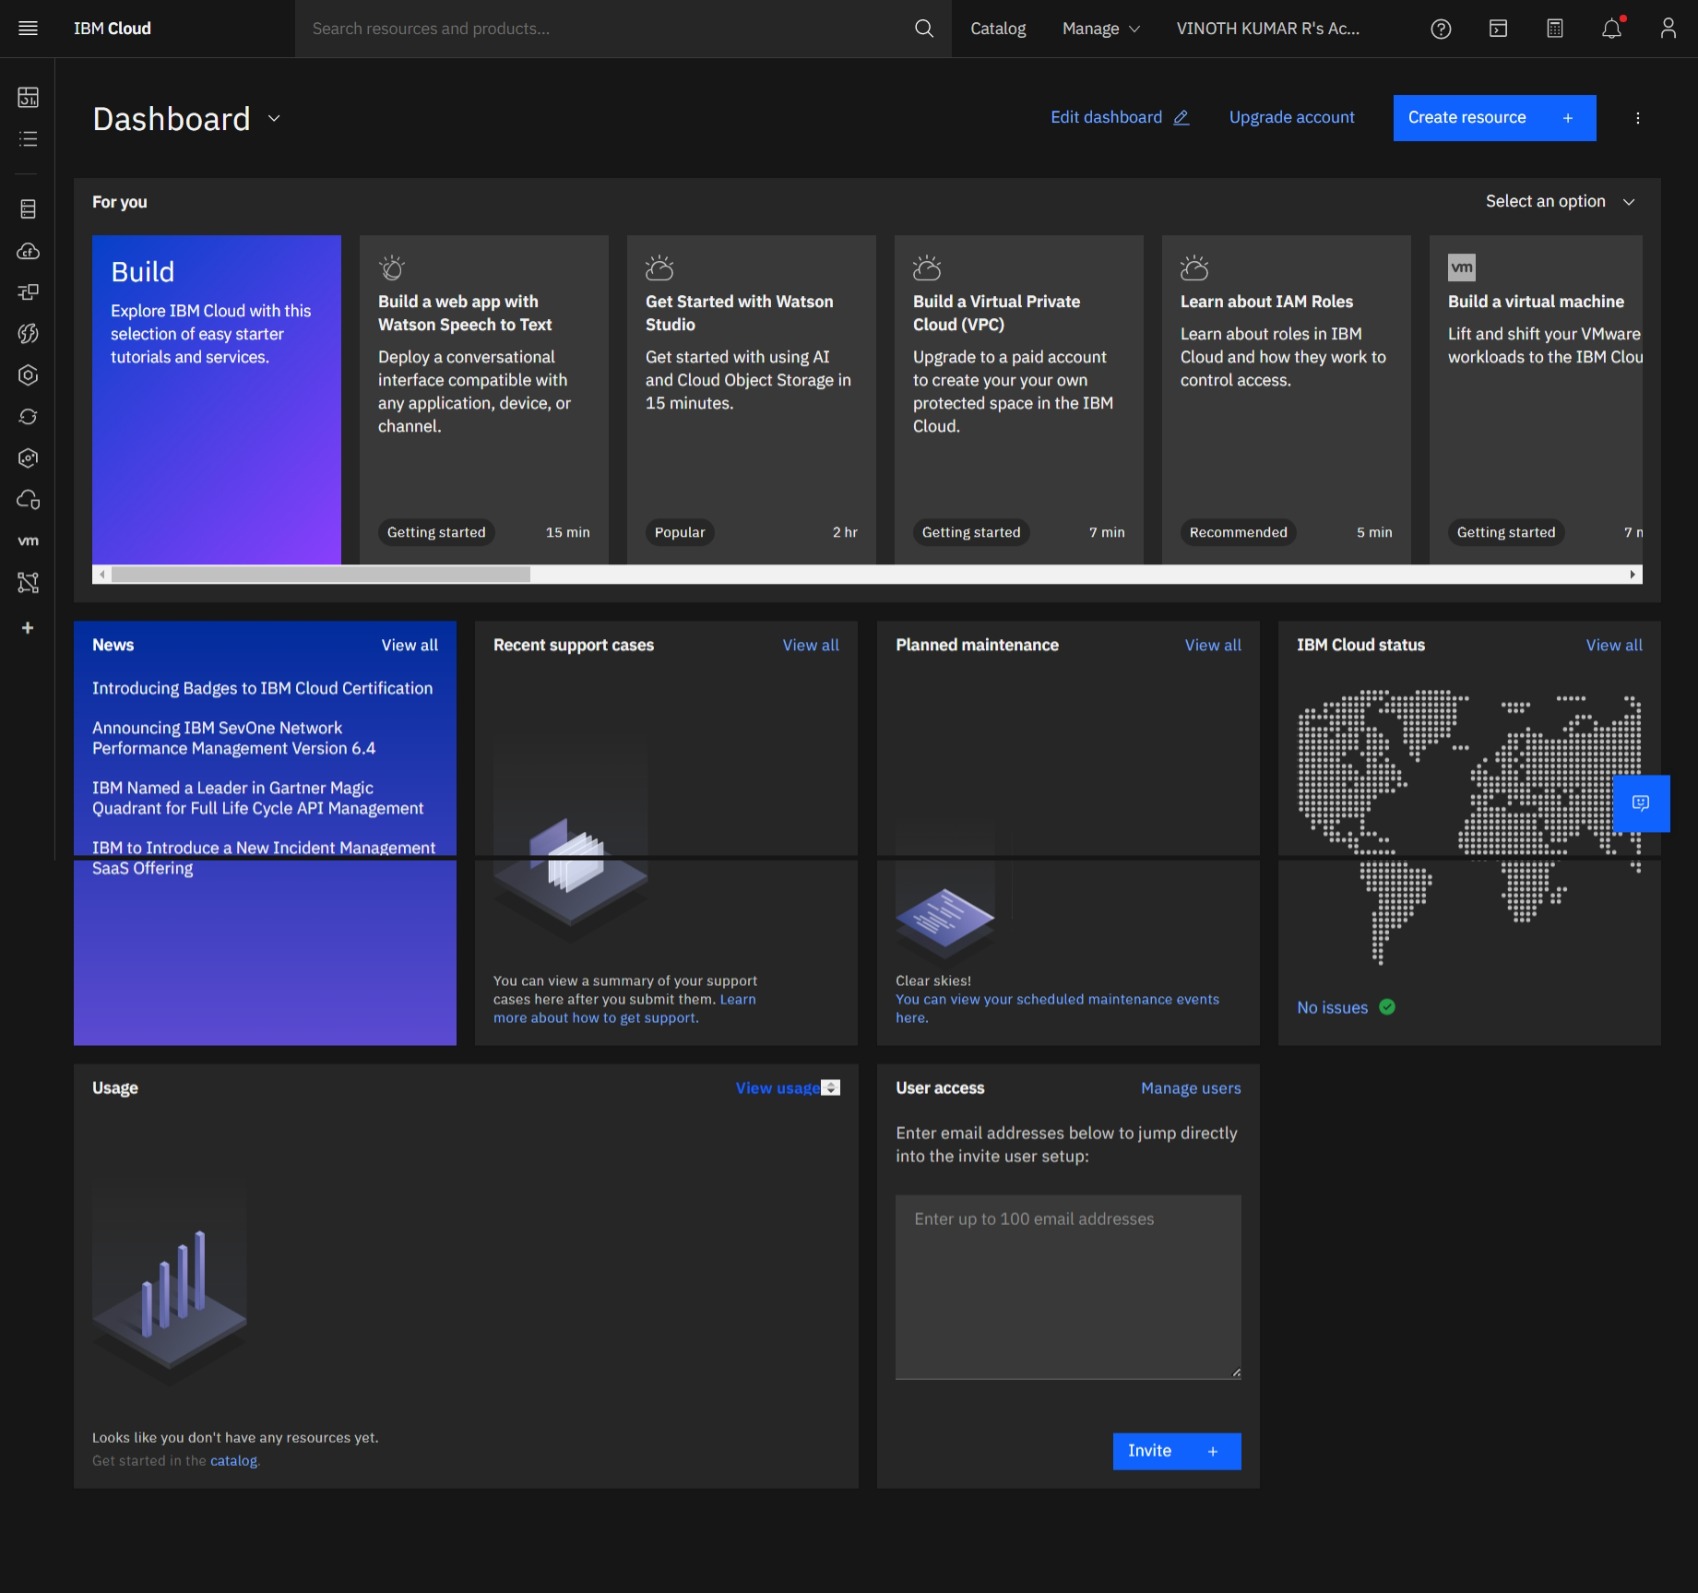 IBM Cloud
Search resources and products...
Catalog
Manage
VINOTH KUMAR R's Ac...
Dashboard
Edit dashboard
Upgrade account
Create resource +
For you
Select an option
Build
Explore IBM Cloud with this
selection of easy starter
tutorials and services.
Build a web app with
Watson Speech to Text
Deploy a conversational
interface compatible with
any application, device, or
channel.
Getting started
15 min
Get Started with Watson
Studio
Get started with using AI
and Cloud Object Storage in
15 minutes.
Popular
2 hr
Build a Virtual Private
Cloud (VPC)
Upgrade to a paid account
to create your your own
protected space in the IBM
Cloud.
Getting started
7 min
Learn about IAM Roles
Learn about roles in IBM
Cloud and how they work to
control access.
Recommended
5 min
vm
Build a virtual machine
Lift and shift your VMware
workloads to the IBM Clou
Getting started
7 m
cf
vm
News
View all
Introducing Badges to IBM Cloud Certification
Announcing IBM SevOne Network
Performance Management Version 6.4
IBM Named a Leader in Gartner Magic
Quadrant for Full Life Cycle API Management
IBM to Introduce a New Incident Management
SaaS Offering
Recent support cases
View all
You can view a summary of your support
cases here after you submit them. Learn
more about how to get support.
Planned maintenance
View all
Clear skies!
You can view your scheduled maintenance events
here.
IBM Cloud status
View all
No issues
Usage
View usage
Looks like you don't have any resources yet.
Get started in the catalog.
User access
Manage users
Enter email addresses below to jump directly
into the invite user setup:
Enter up to 100 email addresses
Invite +